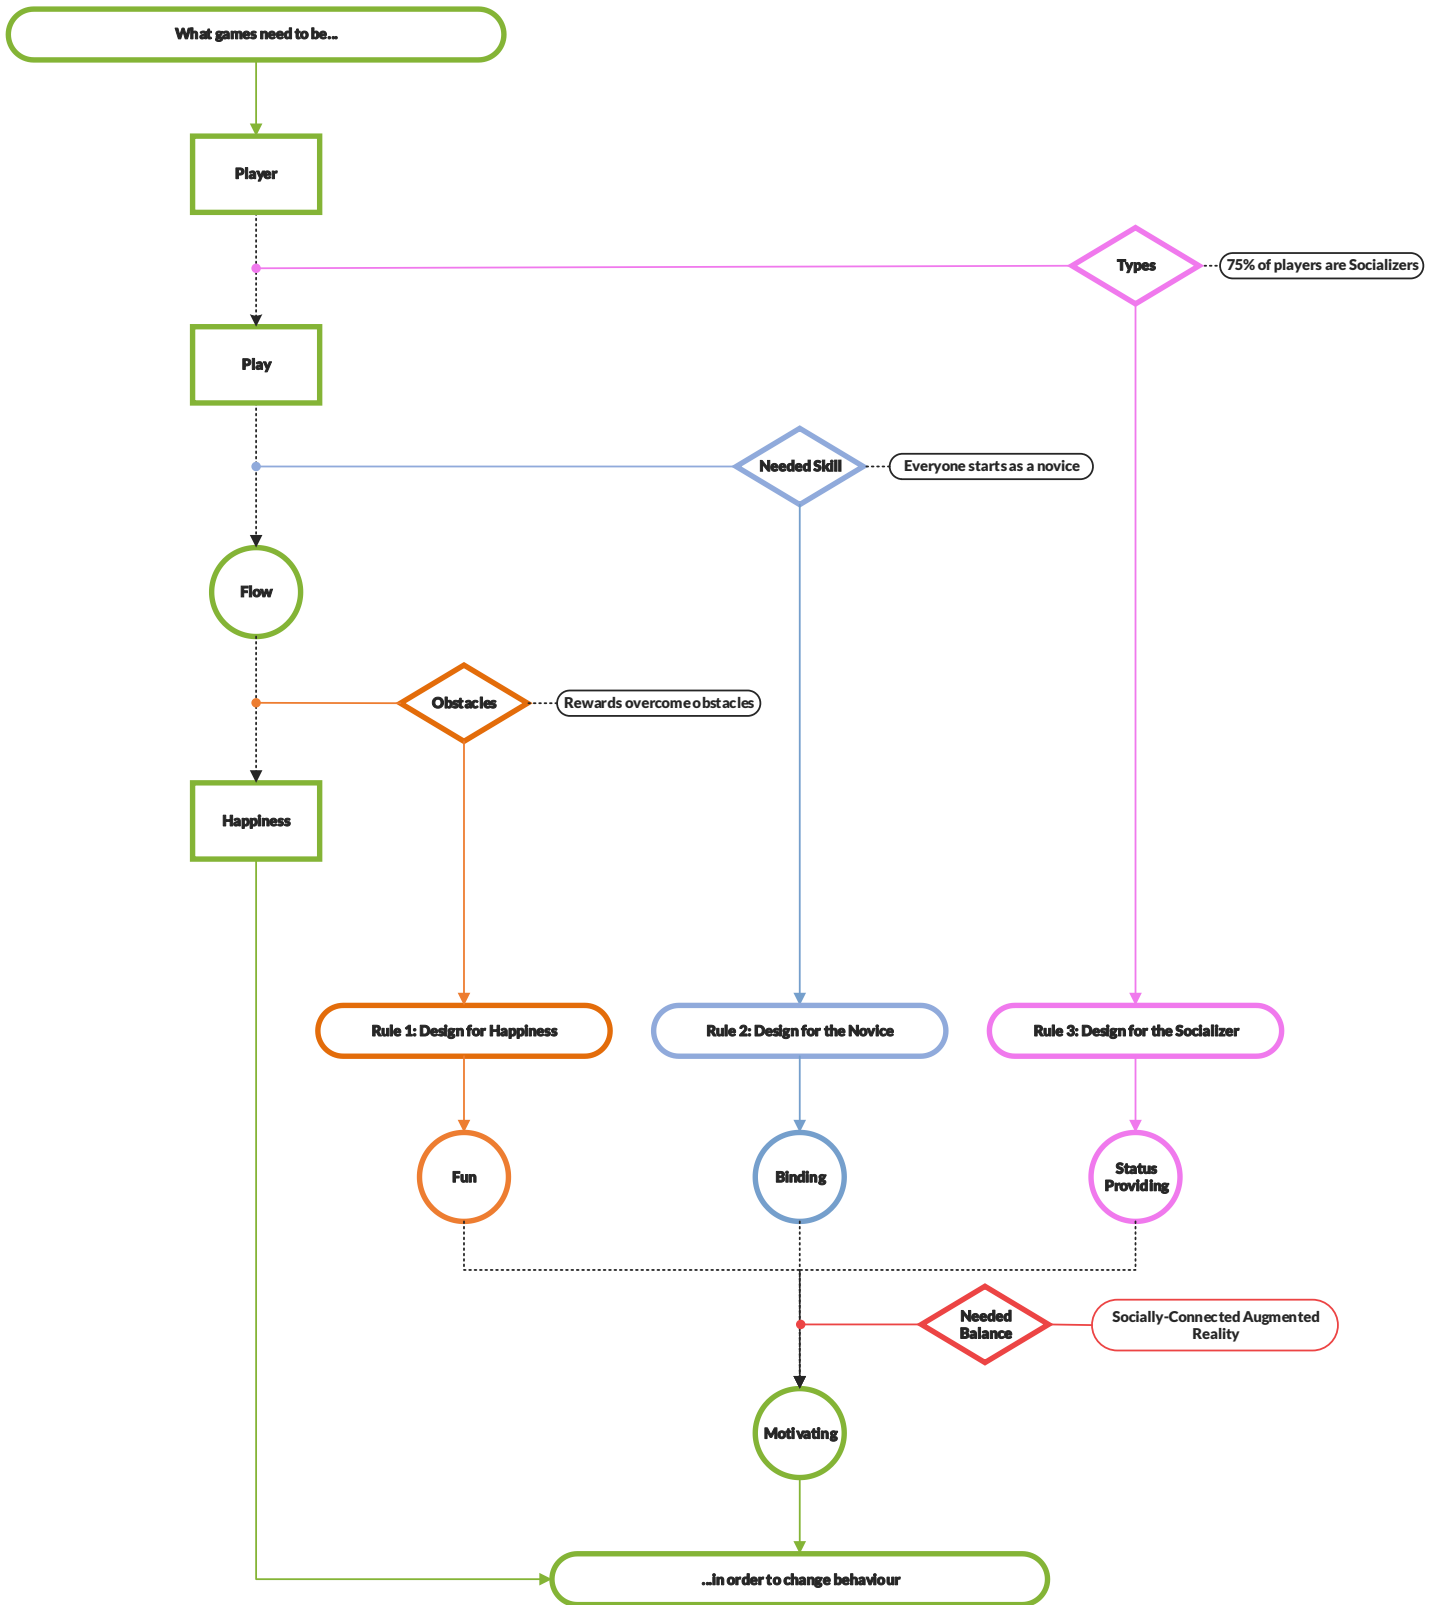 What games need to be...
Player
Types
75% of players are Socializers
Play
Needed Skill
Everyone starts as a novice
Flow
Obstacles
Rewards overcome obstacles
Happiness
Rule 1: Design for Happiness
Rule 2: Design for the Novice
Rule 3: Design for the Socializer
Fun
Binding
Status
Providing
Needed
Balance
Socially-Connected Augmented
Reality
Motivating
...in order to change behaviour